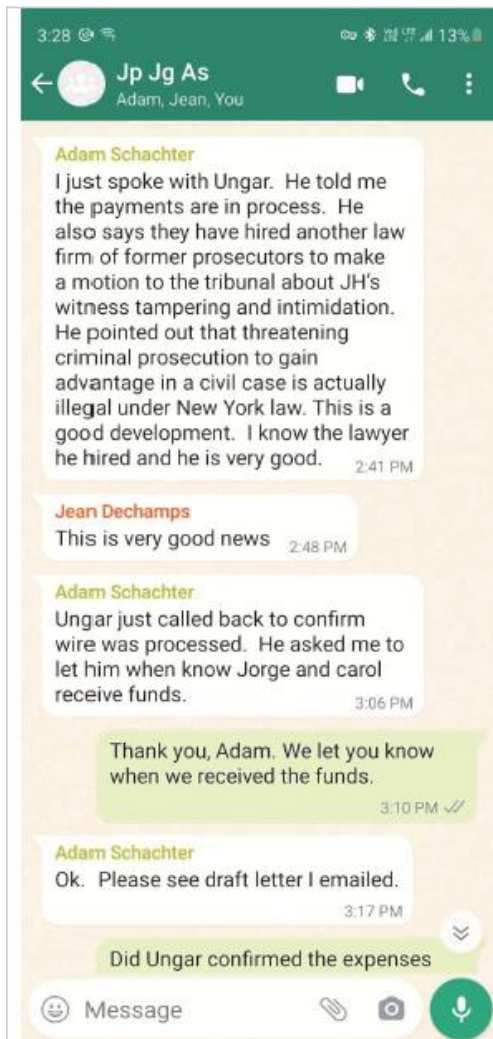 3:28
13%
Jp Jg As
Adam, Jean, You
Adam Schachter
I just spoke with Ungar. He told me
the payments are in process. He
also says they have hired another law
firm of former prosecutors to make
a motion to the tribunal about JH's
witness tampering and intimidation.
He pointed out that threatening
criminal prosecution to gain
advantage in a civil case is actually
illegal under New York law. This is a
good development. I know the lawyer
he hired and he is very good.
2:41 PM
Jean Dechamps
This is very good news
2:48 PM
Adam Schachter
Ungar just called back to confirm
wire was processed. He asked me to
let him when know Jorge and carol
receive funds.
3:06 PM
Thank you, Adam. We let you know
when we received the funds.
3:10 PM
Adam Schachter
Ok. Please see draft letter I emailed.
3:17 PM
Did Ungar confirmed the expenses
Message